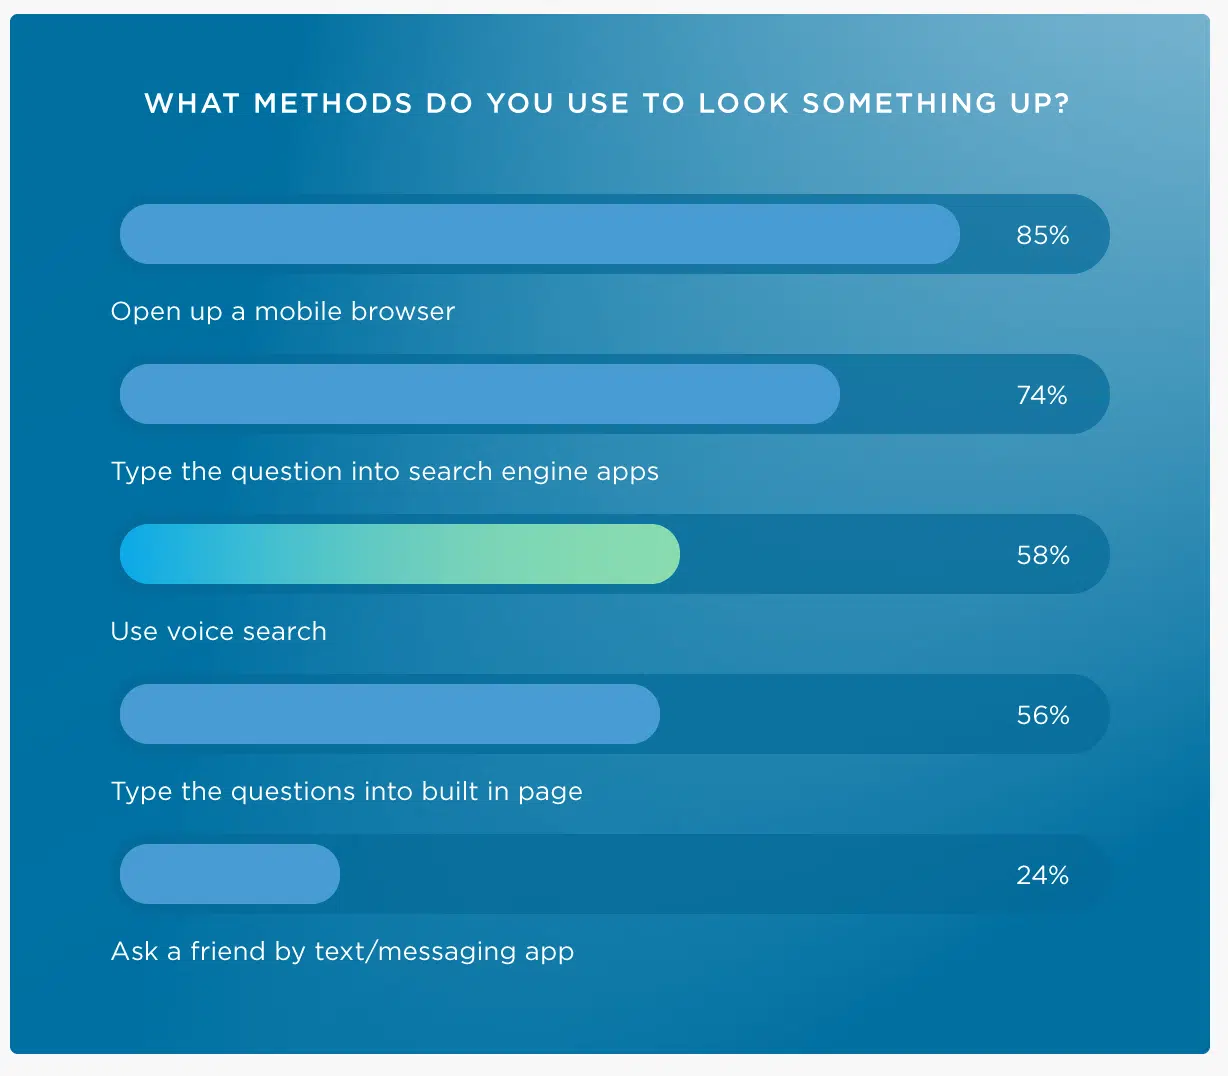 WHAT METHODS DO YOU USE TO LOOK SOMETHING UP?
85%
Open up a mobile browser
74%
Type the question into search engine apps
58%
Use voice search
56%
Type the questions into built in page
24%
Ask a friend by text/messaging app